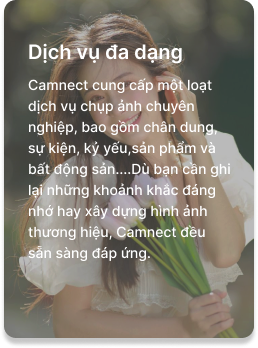 Dịch vụ đa dạng
Camnect cung cấp một loạt
dịch vụ chụp ảnh chuyên
nghiệp, bao gồm chân dung,
sự kiện, kỷ yếu,sản phẩm và
bất động sản....Dù bạn cần ghi
lại những khoảnh khắc đáng
nhớ hay xây dựng hình ảnh
thương hiệu, Camnect đều
sẵn sàng đáp ứng.